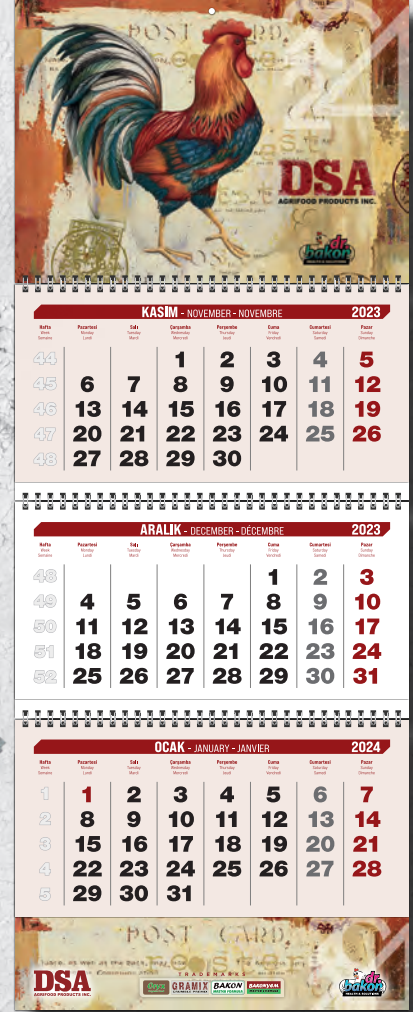 POST CARD
DSA
AGRIFOOD PRODUCTS INC.
dr.
bakon
KASIM - NOVEMBER - NOVEMBRE 2023
Hafta Pazartesi Salı Çarşamba Perşembe Cuma Cumartesi Pazar
Week Monday Tuesday Wednesday Thursday Friday Saturday Sunday
Semaine Lundi Mardi Mercredi Jeudi Vendredi Samedi Dimanche
44 1 2 3 4 5
45 6 7 8 9 10 11 12
46 13 14 15 16 17 18 19
47 20 21 22 23 24 25 26
48 27 28 29 30
ARALIK - DECEMBER - DÉCEMBRE 2023
Hafta Pazartesi Salı Çarşamba Perşembe Cuma Cumartesi Pazar
Week Monday Tuesday Wednesday Thursday Friday Saturday Sunday
Semaine Lundi Mardi Mercredi Jeudi Vendredi Samedi Dimanche
48 1 2 3
49 4 5 6 7 8 9 10
50 11 12 13 14 15 16 17
51 18 19 20 21 22 23 24
52 25 26 27 28 29 30 31
OCAK - JANUARY - JANVIER 2024
Hafta Pazartesi Salı Çarşamba Perşembe Cuma Cumartesi Pazar
Week Monday Tuesday Wednesday Thursday Friday Saturday Sunday
Semaine Lundi Mardi Mercredi Jeudi Vendredi Samedi Dimanche
1 1 2 3 4 5 6 7
2 8 9 10 11 12 13 14
3 15 16 17 18 19 20 21
4 22 23 24 25 26 27 28
5 29 30 31
POST CARD
TRADEMARKS
DSA
AGRIFOOD PRODUCTS INC.
GRAMIX
BAKON
dr.
bakon